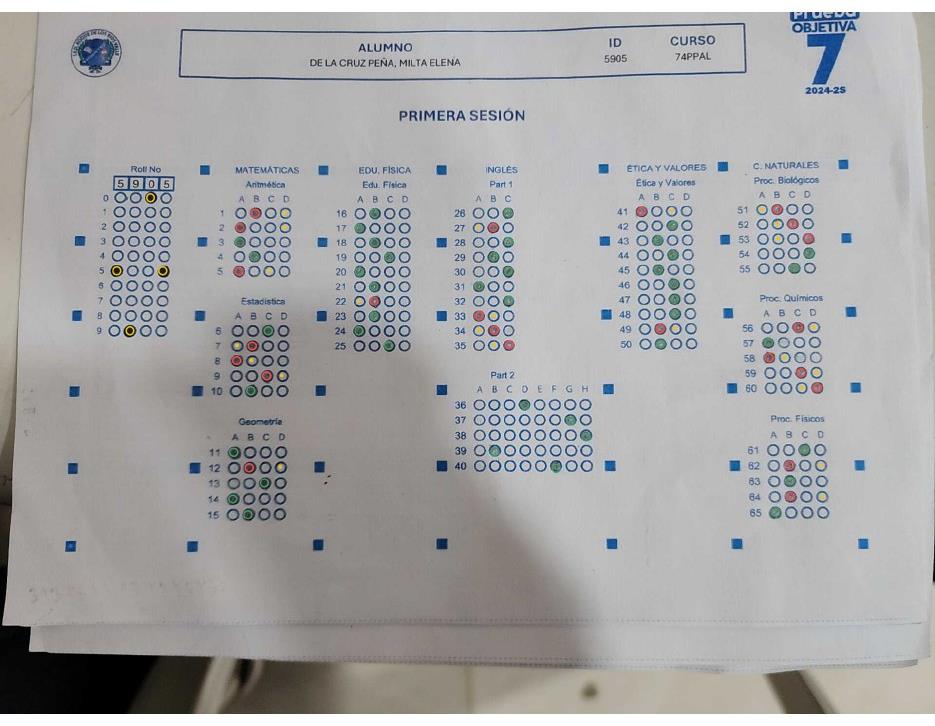 Prueba
OBJETIVA
7
2024-25
ALUMNO ID CURSO
DE LA CRUZ PEÑA, MILTA ELENA 5905 74PPAL
PRIMERA SESIÓN
Roll No
5 9 0 5
0
1
2
3
4
5
6
7
8
9
MATEMÁTICAS
Aritmética
A B C D
1
2
3
4
5
Estadística
A B C D
6
7
8
9
10
Geometría
A B C D
11
12
13
14
15
EDU. FÍSICA
Edu. Física
A B C D
16
17
18
19
20
21
22
23
24
25
INGLÉS
Part 1
A B C
26
27
28
29
30
31
32
33
34
35
Part 2
A B C D E F G H
36
37
38
39
40
ÉTICA Y VALORES
Ética y Valores
A B C D
41
42
43
44
45
46
47
48
49
50
C. NATURALES
Proc. Biológicos
A B C D
51
52
53
54
55
Proc. Químicos
A B C D
56
57
58
59
60
Proc. Físicos
A B C D
61
62
63
64
65